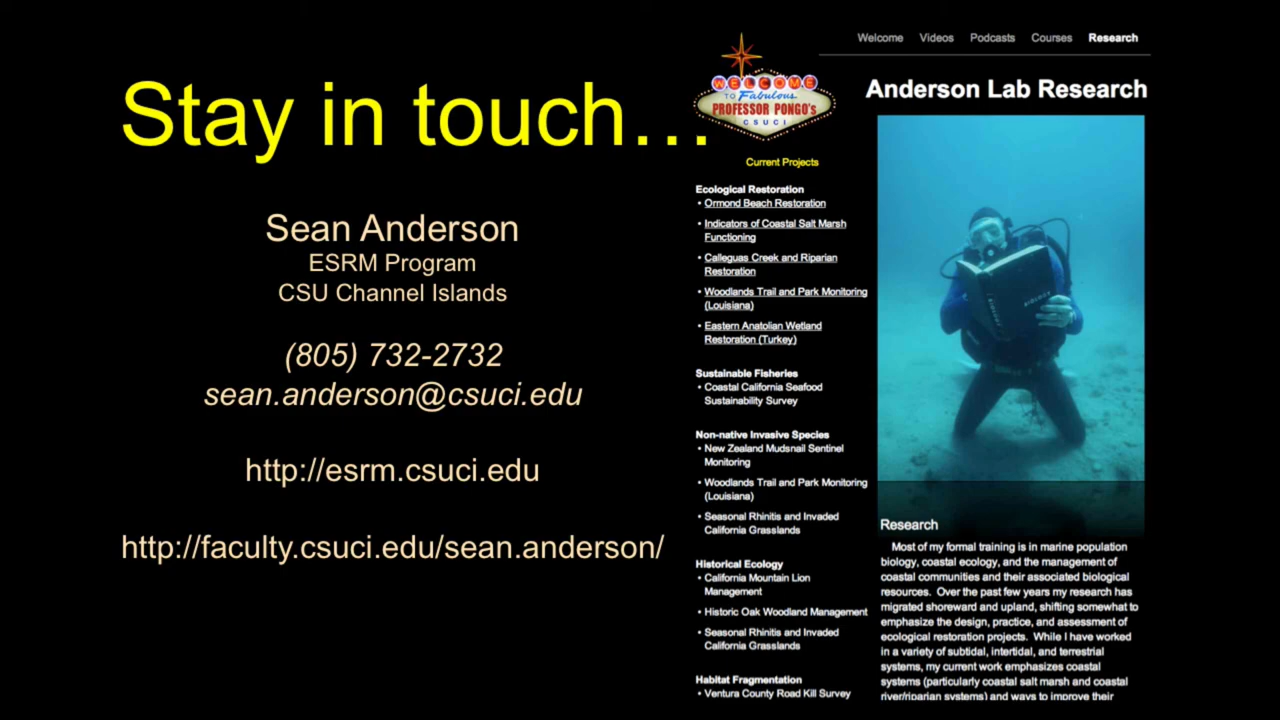 Stay in touch…
Sean Anderson
ESRM Program
CSU Channel Islands
(805) 732-2732
sean.anderson@csuci.edu
http://esrm.csuci.edu
http://faculty.csuci.edu/sean.anderson/
WELCOME
TO Fabulous
PROFESSOR PONGO's
CSUCI
Welcome Videos Podcasts Courses Research
Anderson Lab Research
Current Projects
Ecological Restoration
• Ormond Beach Restoration
• Indicators of Coastal Salt Marsh
Functioning
• Calleguas Creek and Riparian
Restoration
• Woodlands Trail and Park Monitoring
(Louisiana)
• Eastern Anatolian Wetland
Restoration (Turkey)
Sustainable Fisheries
• Coastal California Seafood
Sustainability Survey
Non-native Invasive Species
• New Zealand Mudsnail Sentinel
Monitoring
• Woodlands Trail and Park Monitoring
(Louisiana)
• Seasonal Rhinitis and Invaded
California Grasslands
Historical Ecology
• California Mountain Lion
Management
• Historic Oak Woodland Management
• Seasonal Rhinitis and Invaded
California Grasslands
Habitat Fragmentation
• Ventura County Road Kill Survey
BIOLOGY
Research
Most of my formal training is in marine population
biology, coastal ecology, and the management of
coastal communities and their associated biological
resources. Over the past few years my research has
migrated shoreward and upland, shifting somewhat to
emphasize the design, practice, and assessment of
ecological restoration projects. While I have worked
in a variety of subtidal, intertidal, and terrestrial
systems, my current work emphasizes coastal
systems (particularly coastal salt marsh and coastal
river/riparian systems) and ways to improve their